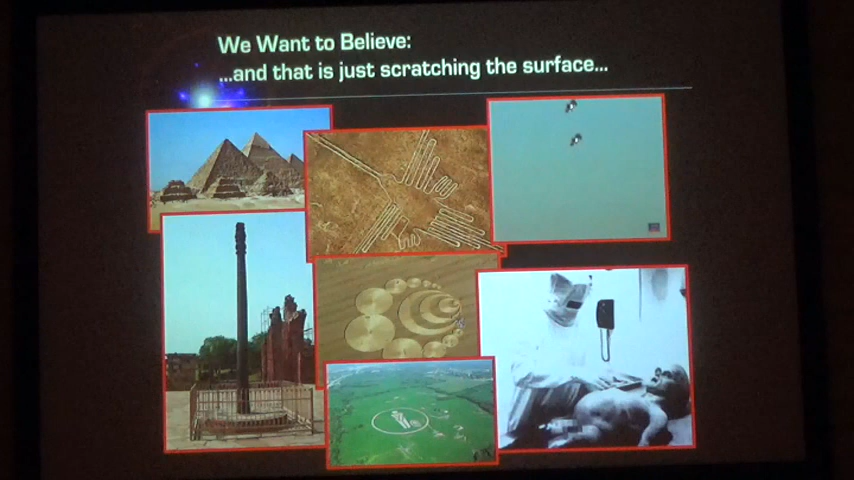 We Want to Believe:
...and that is just scratching the surface...